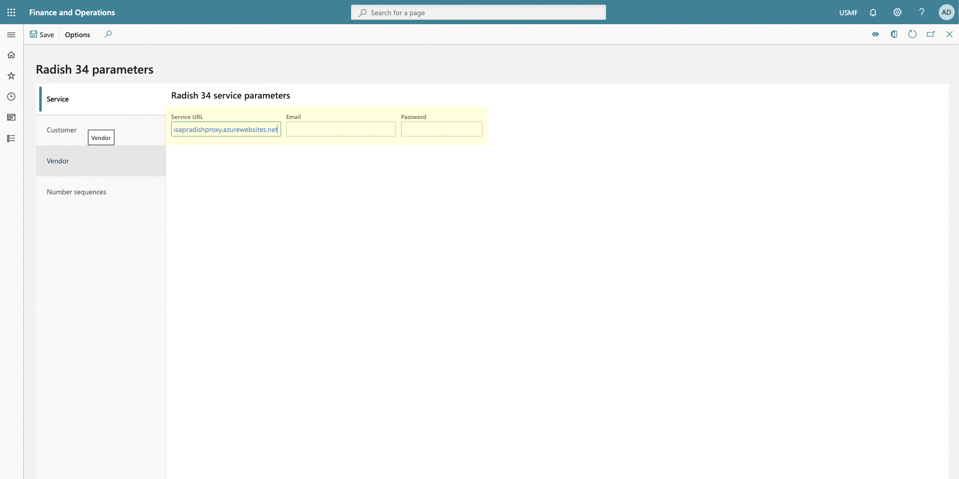 Finance and Operations
Search for a page
USMF
AD
Save
Options
Radish 34 parameters
Service
Customer
Vendor
Vendor
Number sequences
Radish 34 service parameters
Service URL
Email
Password
sapradishproxy.azurewebsites.net